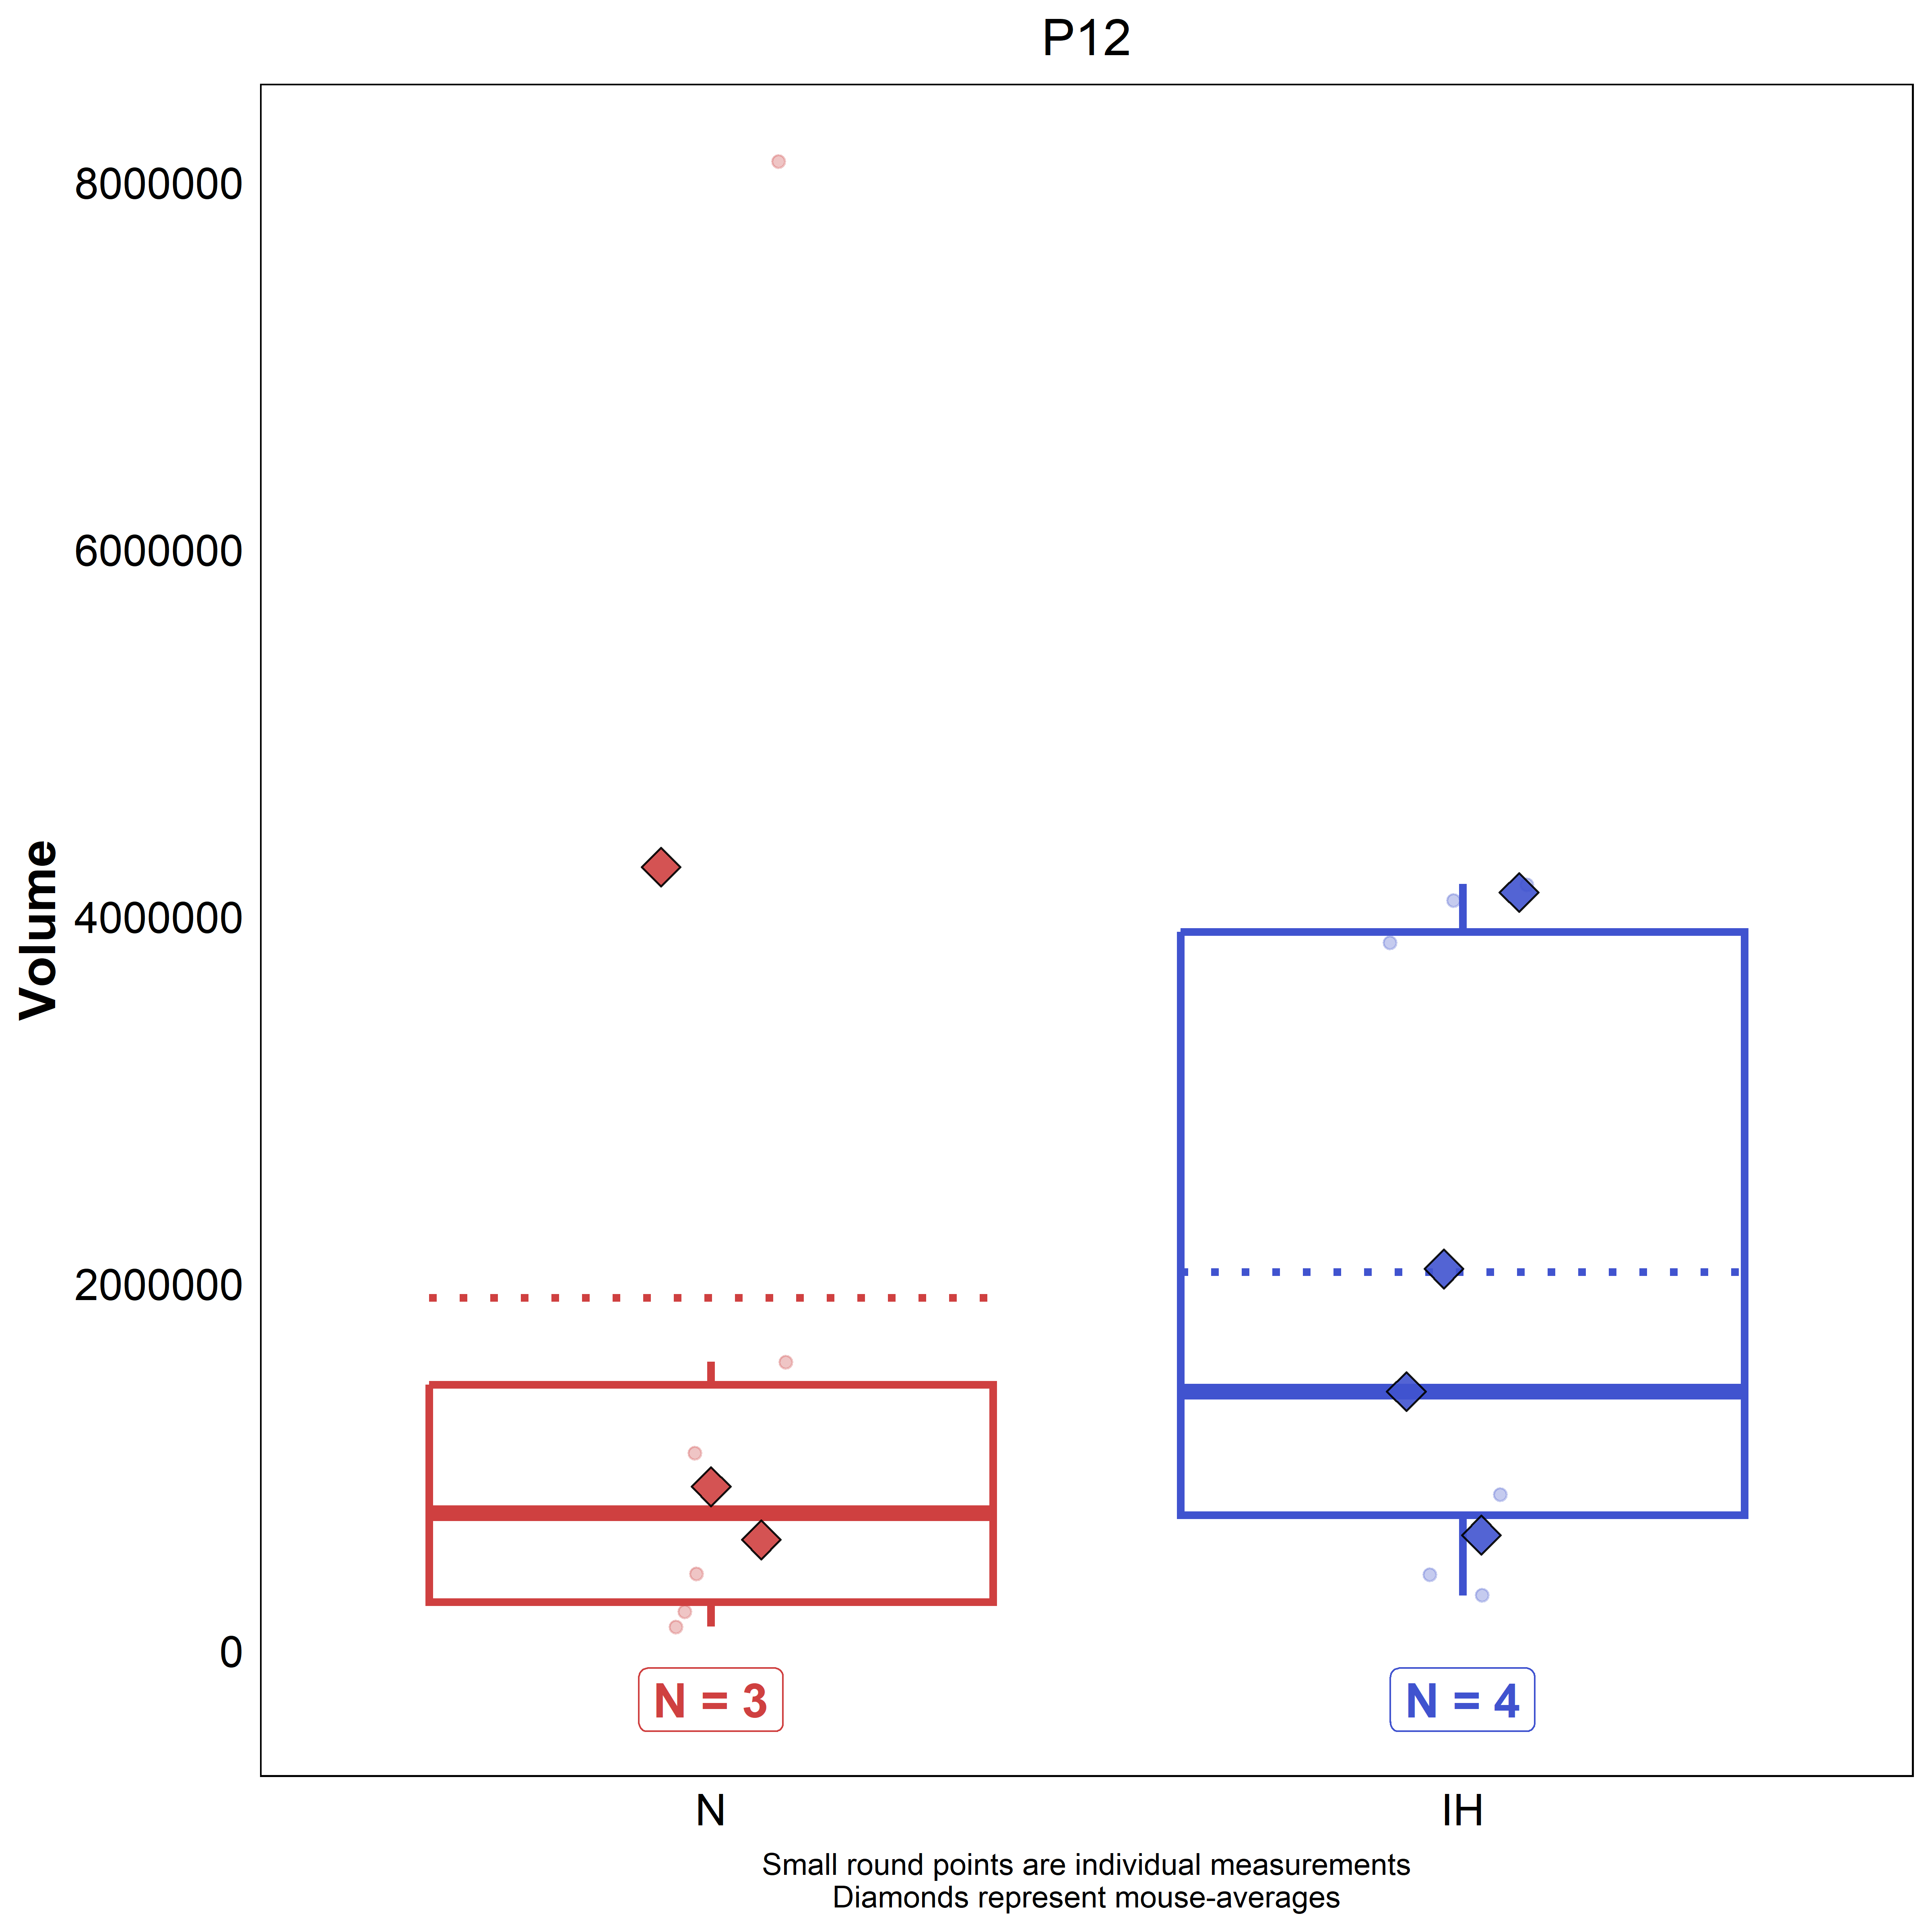 P12
8000000
6000000
4000000
2000000
0
Volume
N = 3
N = 4
N
IH
Small round points are individual measurements
Diamonds represent mouse-averages